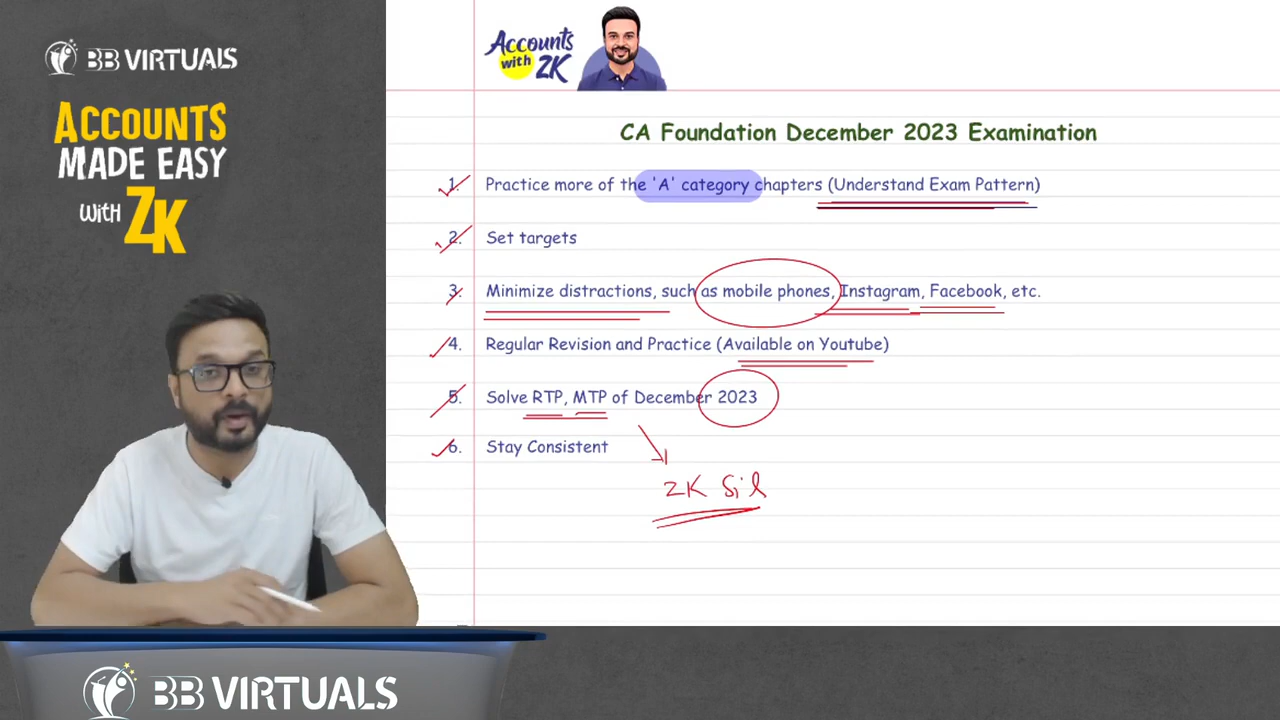 BB VIRTUALS
ACCOUNTS
MADE EASY
with ZK
Accounts
with ZK
CA Foundation December 2023 Examination
1. Practice more of the 'A' category chapters (Understand Exam Pattern)
2. Set targets
3. Minimize distractions, such as mobile phones, Instagram, Facebook, etc.
4. Regular Revision and Practice (Available on Youtube)
5. Solve RTP, MTP of December 2023
6. Stay Consistent
ZK Sir
BB VIRTUALS